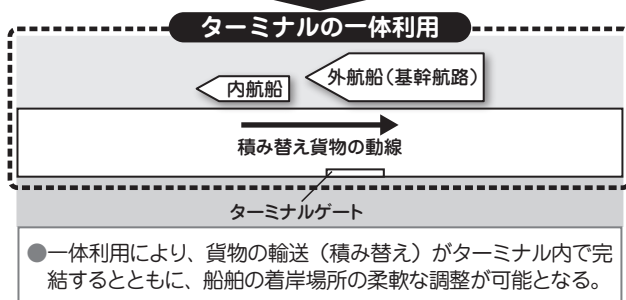 ターミナルの一体利用
外航船（基幹航路）
内航船
積み替え貨物の動線
ターミナルゲート
●一体利用により、貨物の輸送（積み替え）がターミナル内で完
結するとともに、船舶の着岸場所の柔軟な調整が可能となる。